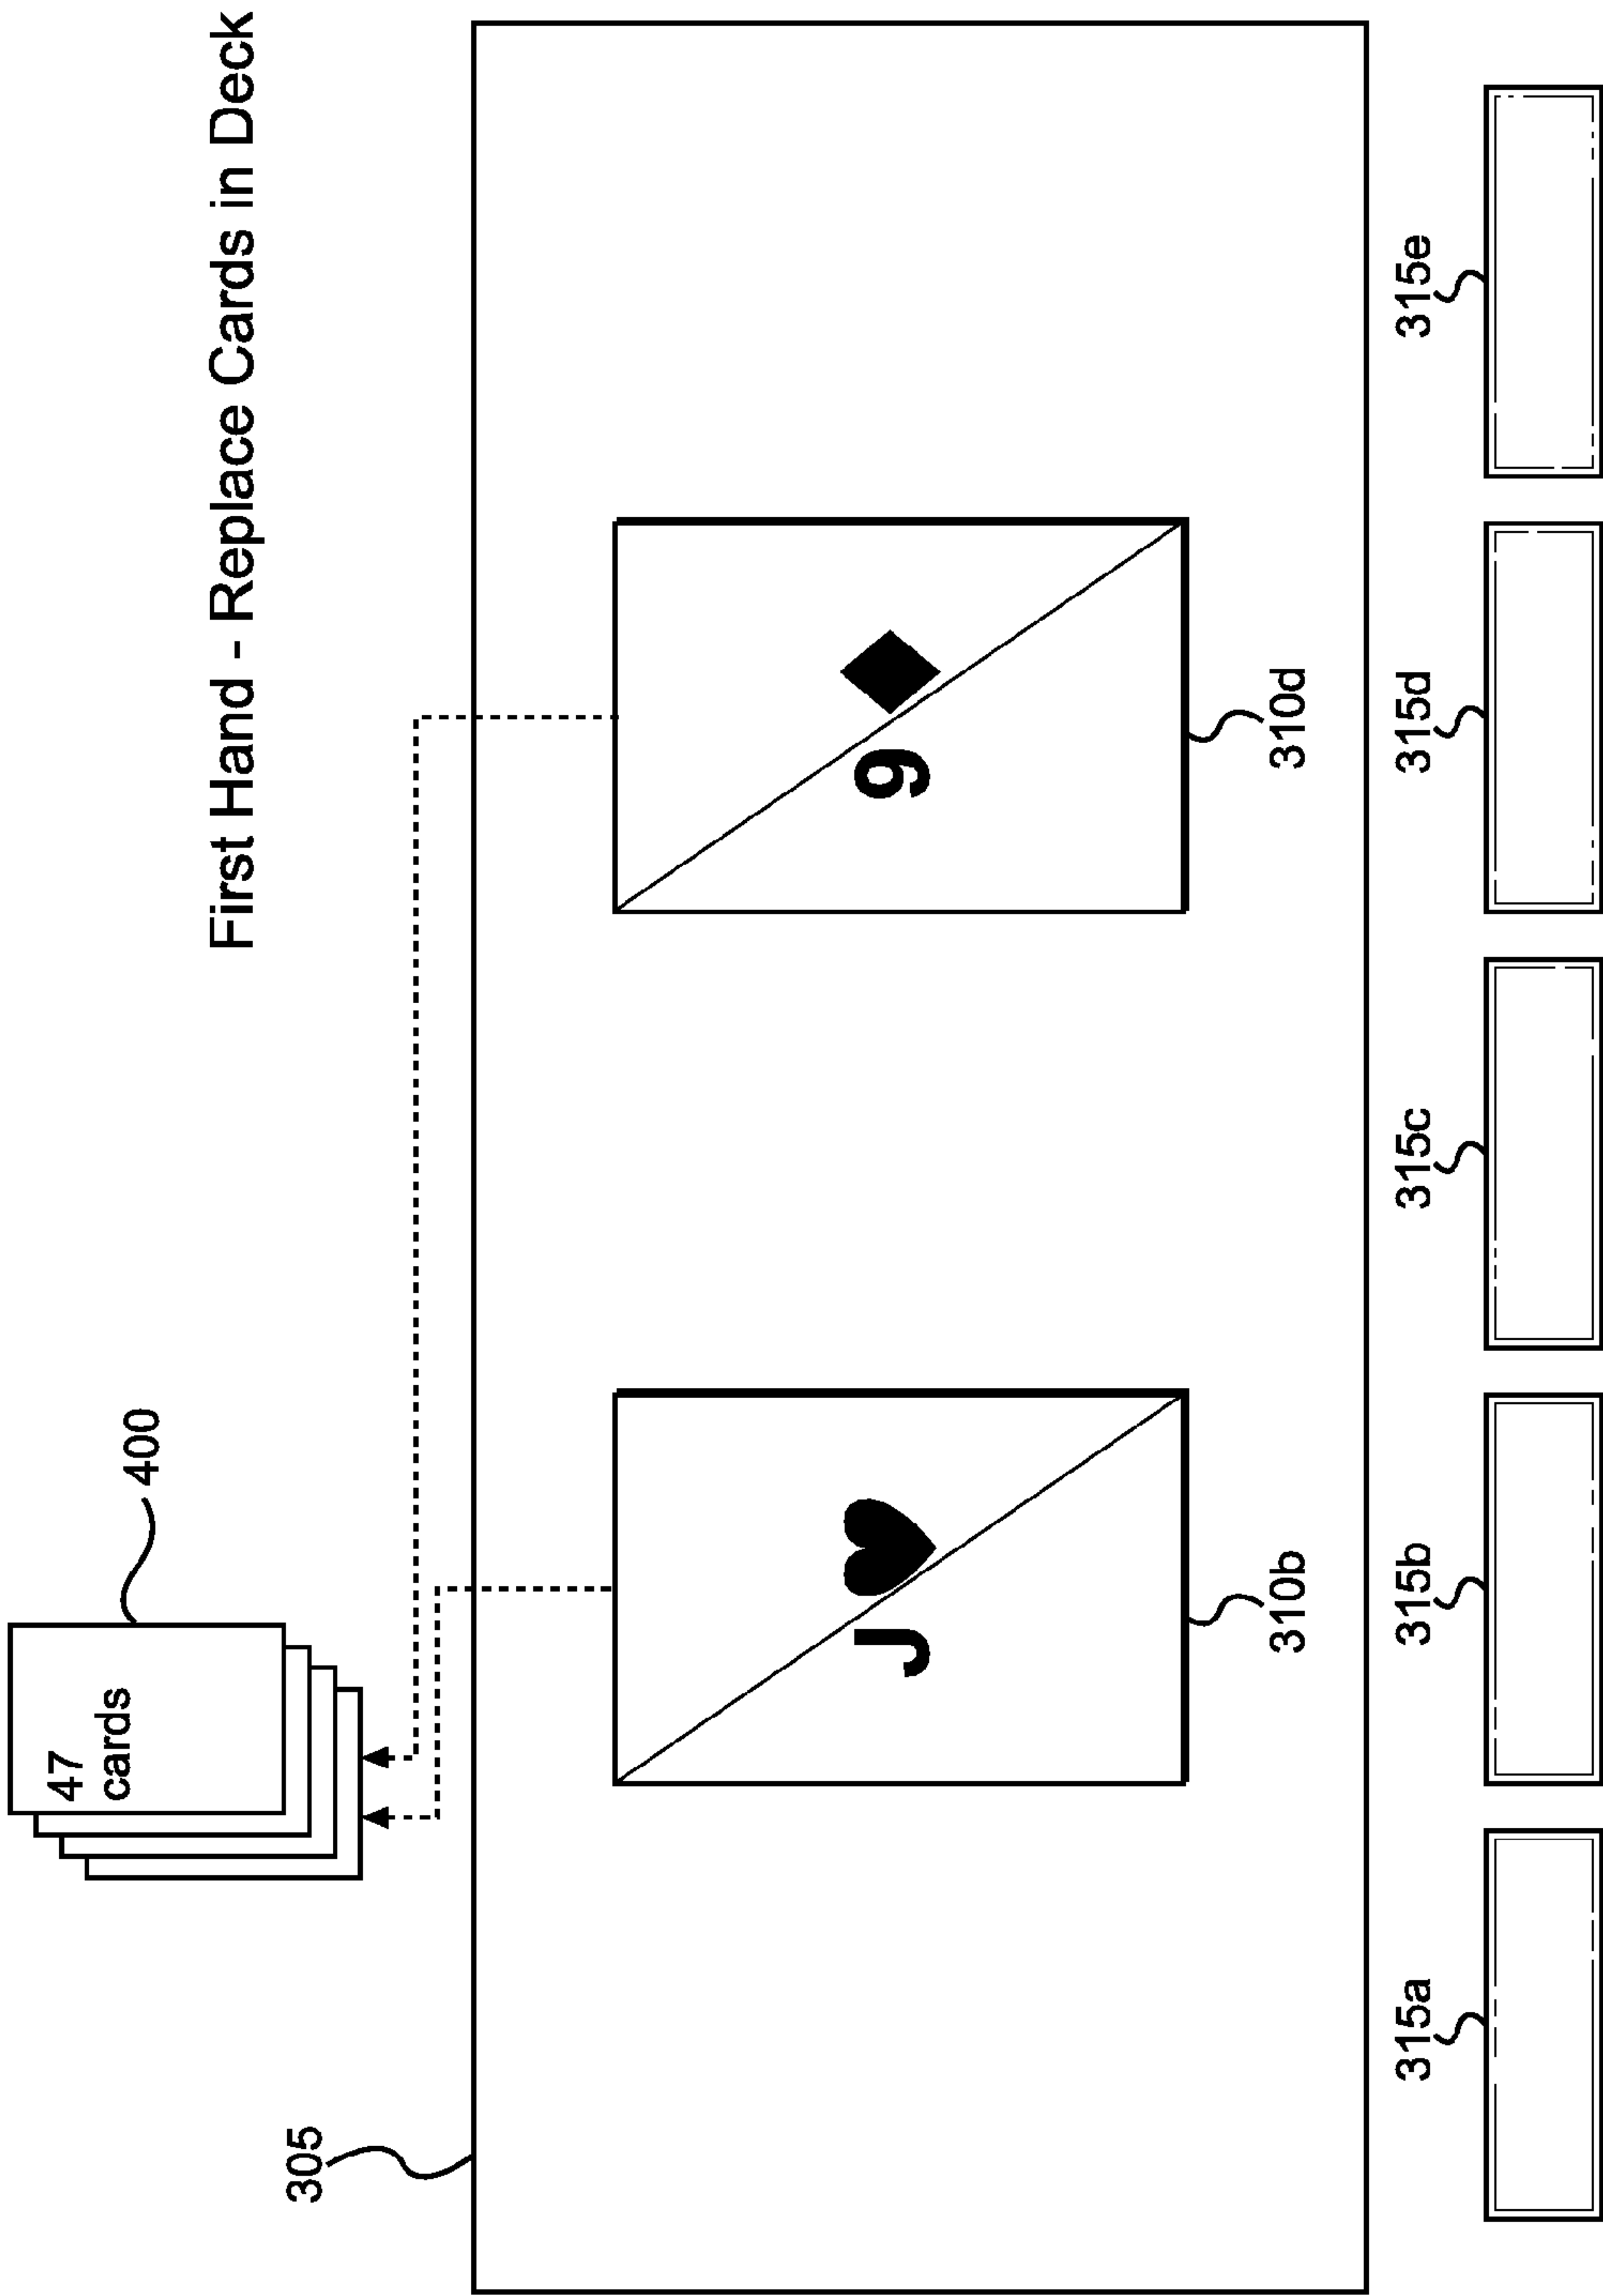 First Hand - Replace Cards in Deck
47
cards
400
305
J
9
310b
310d
315a
315b
315c
315d
315e